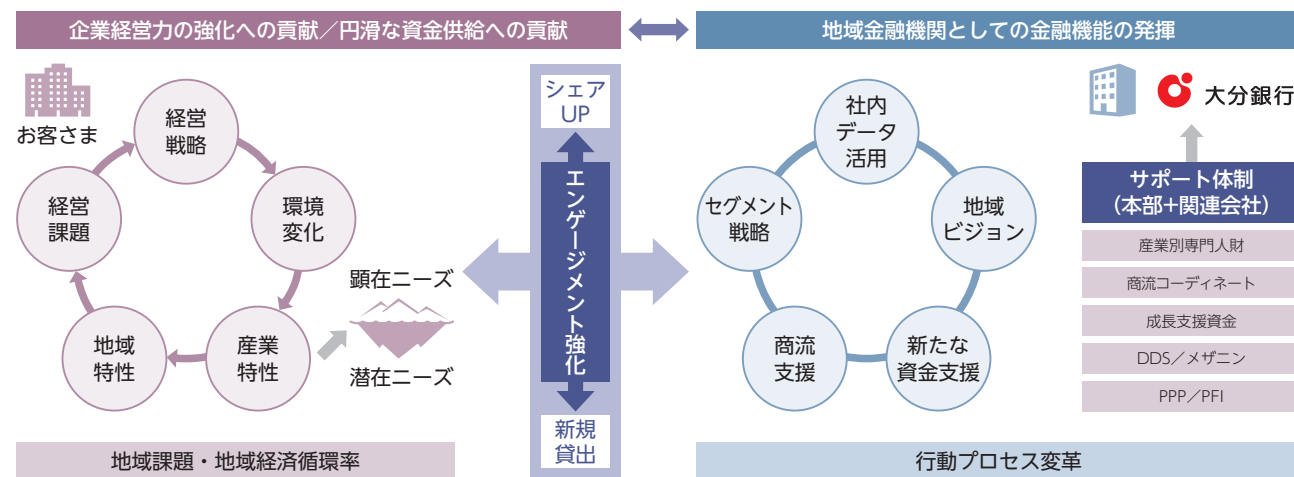 企業経営力の強化への貢献／円滑な資金供給への貢献
お客さま
経営
戦略
環境
変化
産業
特性
地域
特性
経営
課題
顕在ニーズ
潜在ニーズ
地域課題・地域経済循環率
シェア
UP
エンゲージメント強化
新規
貸出
地域金融機関としての金融機能の発揮
社内
データ
活用
地域
ビジョン
新たな
資金支援
商流
支援
セグメント
戦略
大分銀行
サポート体制
（本部+関連会社）
産業別専門人財
商流コーディネート
成長支援資金
DDS／メザニン
PPP／PFI
行動プロセス変革